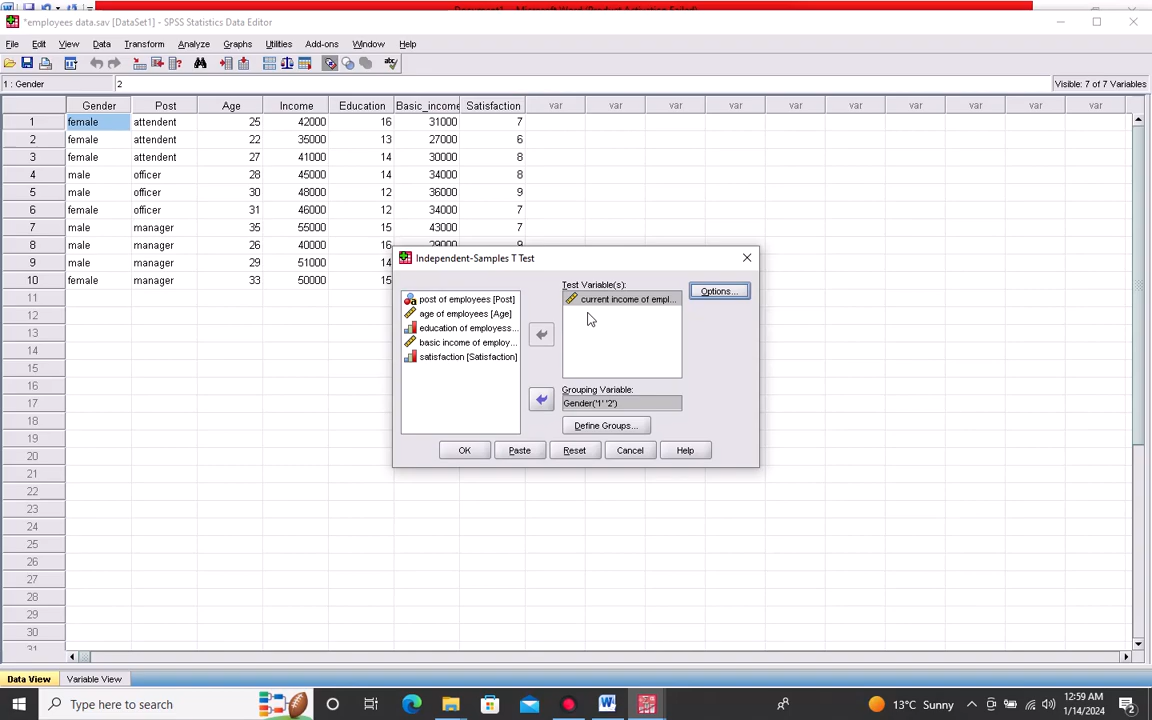 Document1 - Microsoft Word (Product Activation Failed)
*employees data.sav [DataSet1] - SPSS Statistics Data Editor
File Edit View Data Transform Analyze Graphs Utilities Add-ons Window Help
1 : Gender 2 Visible: 7 of 7 Variables
Gender Post Age Income Education Basic_income Satisfaction var var var var var var var var var
1 female attendent 25 42000 16 31000 7
2 female attendent 22 35000 13 27000 6
3 female attendent 27 41000 14 30000 8
4 male officer 28 45000 14 34000 8
5 male officer 30 48000 12 36000 9
6 female officer 31 46000 12 34000 7
7 male manager 35 55000 15 43000 7
8 male manager 26 40000 16 29000 9
9 male manager 29 51000 14
10 female manager 33 50000 15
11
12
13
14
15
16
17
18
19
20
21
22
23
24
25
26
27
28
29
30
31
Independent-Samples T Test
Test Variable(s):
post of employees [Post]
age of employees [Age]
education of employess...
basic income of employ...
satisfaction [Satisfaction]
current income of empl...
Options...
Grouping Variable:
Gender('1' '2')
Define Groups...
OK Paste Reset Cancel Help
Data View Variable View
Type here to search
13°C Sunny
12:59 AM
1/14/2024
2